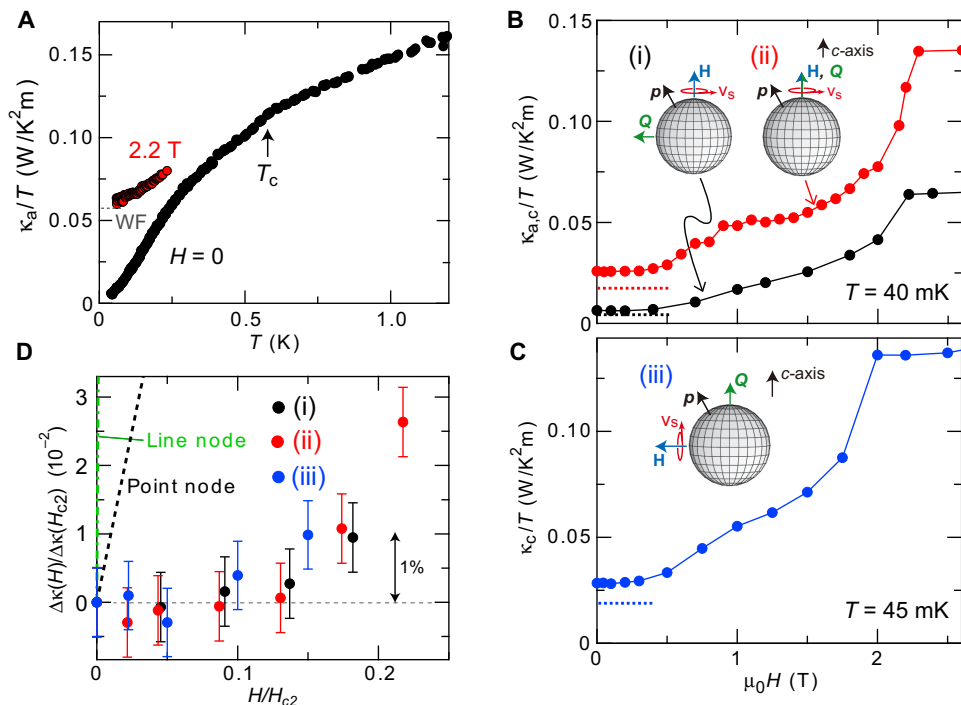 A
κa/T (W/K²m)
0.15
0.10
0.05
0
2.2 T
WF
Tc
H = 0
0
0.5
1.0
T (K)
B
κa,c/T (W/K²m)
0.15
0.10
0.05
0
(i)
(ii)
c-axis
H
H, Q
p
vs
p
vs
Q
T = 40 mK
C
κc/T (W/K²m)
0.10
0.05
0
(iii)
Q
c-axis
p
vs
H
T = 45 mK
0
1
2
μ0H (T)
D
Δκ(H)/Δκ(Hc2) (10⁻²)
3
2
1
0
(i)
Line node
(ii)
Point node
(iii)
1%
0
0.1
0.2
H/Hc2